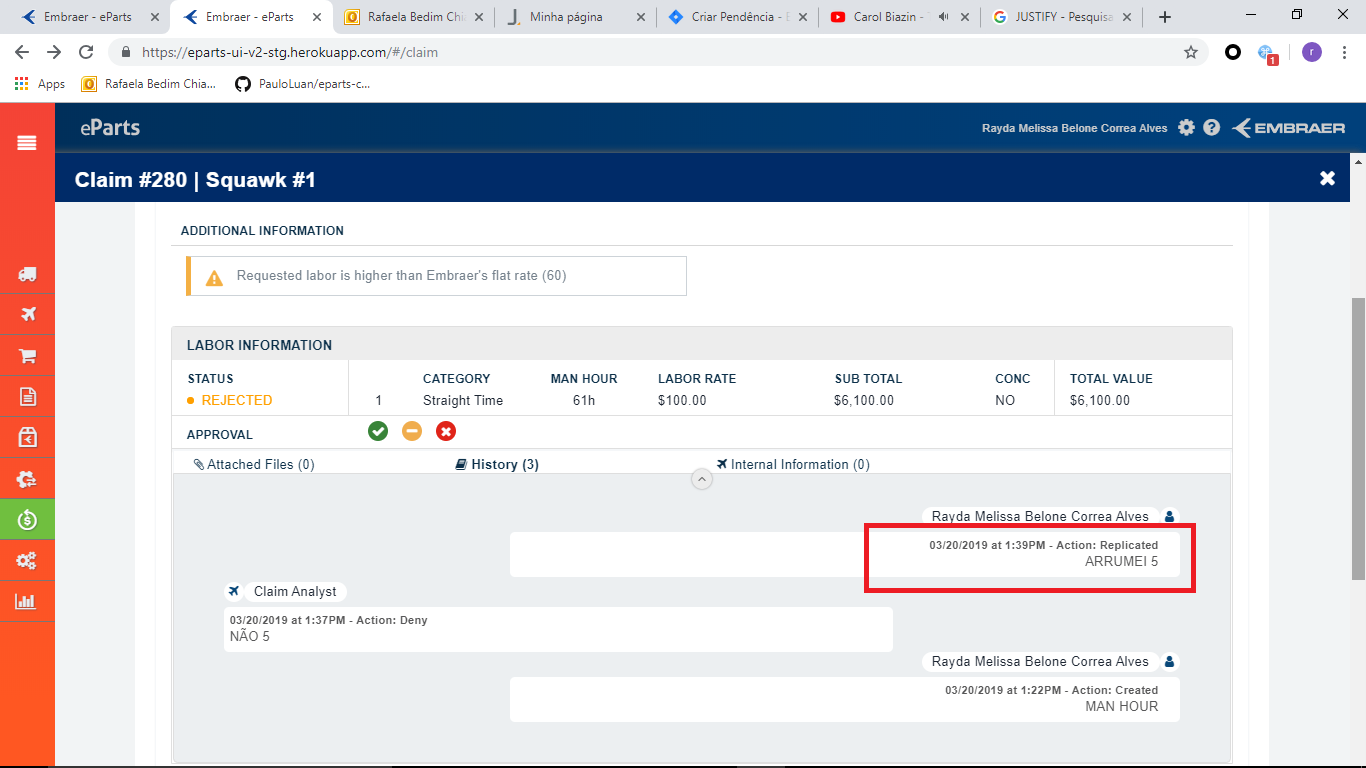 Embraer - eParts
Embraer - eParts
Rafaela Bedim Chi
Minha página
Criar Pendência - E
Carol Biazin -
JUSTIFY - Pesquisa
https://eparts-ui-v2-stg.herokuapp.com/#/claim
1
r
Apps
Rafaela Bedim Chia...
PauloLuan/eparts-c...
eParts
Rayda Melissa Belone Correa Alves
EMBRAER
Claim #280 | Squawk #1
ADDITIONAL INFORMATION
Requested labor is higher than Embraer's flat rate (60)
LABOR INFORMATION
STATUS CATEGORY MAN HOUR LABOR RATE SUB TOTAL CONC TOTAL VALUE
REJECTED 1 Straight Time 61h $100.00 $6,100.00 NO $6,100.00
APPROVAL
Attached Files (0) History (3) Internal Information (0)
Rayda Melissa Belone Correa Alves
03/20/2019 at 1:39PM - Action: Replicated
ARRUMEI 5
Claim Analyst
03/20/2019 at 1:37PM - Action: Deny
NÃO 5
Rayda Melissa Belone Correa Alves
03/20/2019 at 1:22PM - Action: Created
MAN HOUR